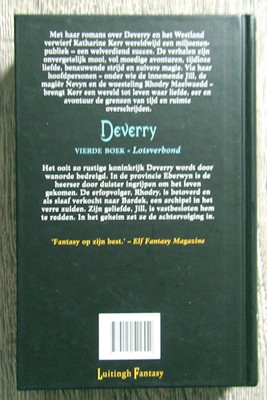 Met haar romans over Deverry en het Westland
verwierf Katharine Kerr wereldwijd een miljoenen-
publiek – een welverdiend succes. De verhalen zijn
onvergetelijk mooi, vol moedige avonturen, tijdloze
liefde, benauwende strijd en zuivere magie. Via haar
hoofdpersonen – onder wie de innemende Jill, de
magiër Nevyn en de woesteling Rhodry Maelwaedd –
brengt Kerr een wereld tot leven waar liefde, eer en
avontuur de grenzen van tijd en ruimte
overschrijden.
Deverry
VIERDE BOEK - Lotsverbond
Het ooit zo rustige koninkrijk Deverry wordt door
wanorde bedreigd. In de provincie Eberwyn is de
heerser door duister ingrijpen om het leven
gekomen. De erfopvolger, Rhodry, is betoverd en
als slaaf verkocht naar Bardek, een archipel in het
verre zuiden. Zijn geliefde, Jill, is vastbesloten hem
te redden. In het geheim zet ze de achtervolging in.
'Fantasy op zijn best.' – Elf Fantasy Magazine
Luitingh Fantasy